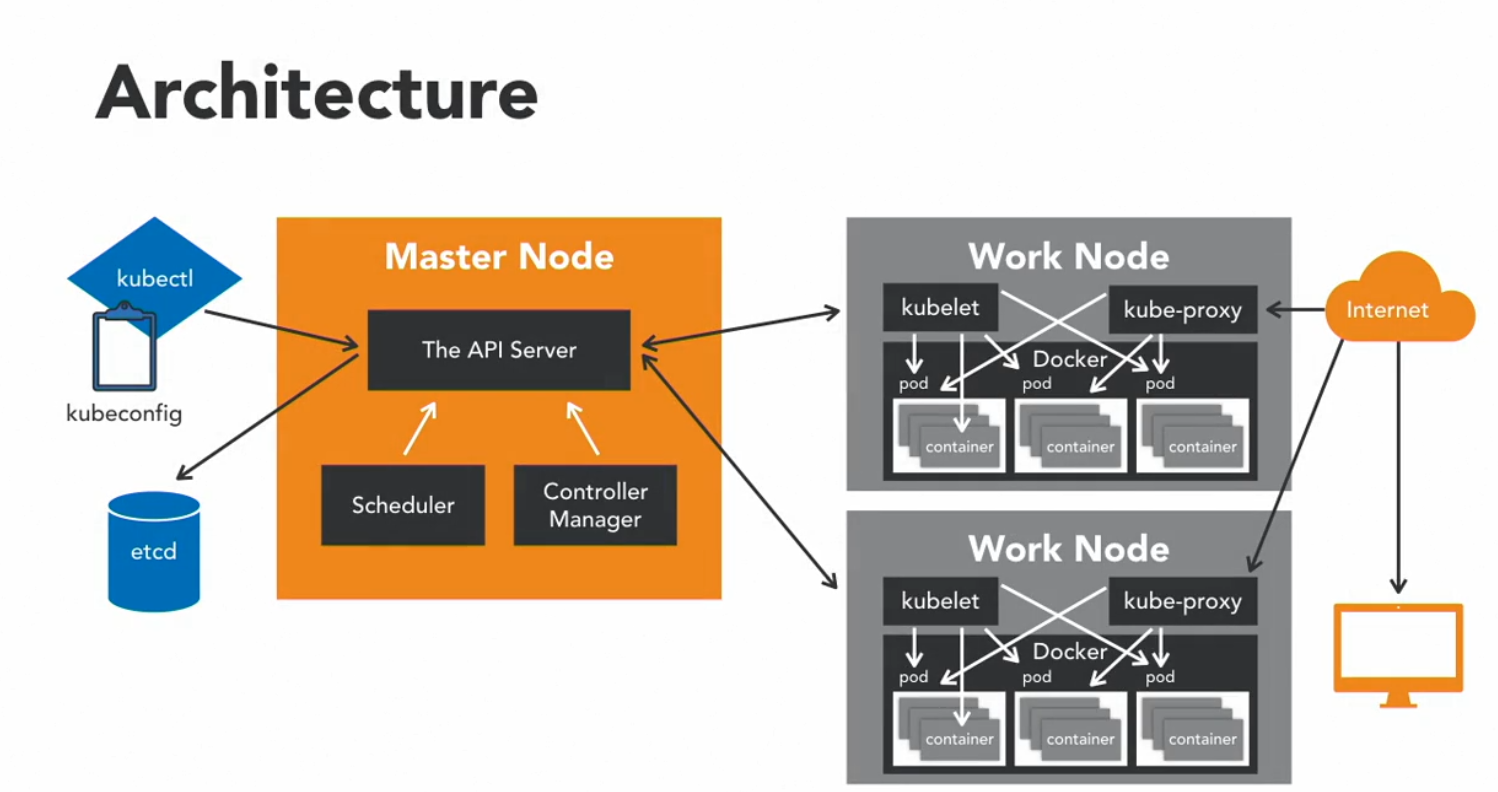 Architecture
kubectl
kubeconfig
etcd
Master Node
The API Server
Scheduler
Controller
Manager
Work Node
kubelet
kube-proxy
Docker
pod
pod
pod
container
container
container
Work Node
kubelet
kube-proxy
Docker
pod
pod
pod
container
container
container
Internet